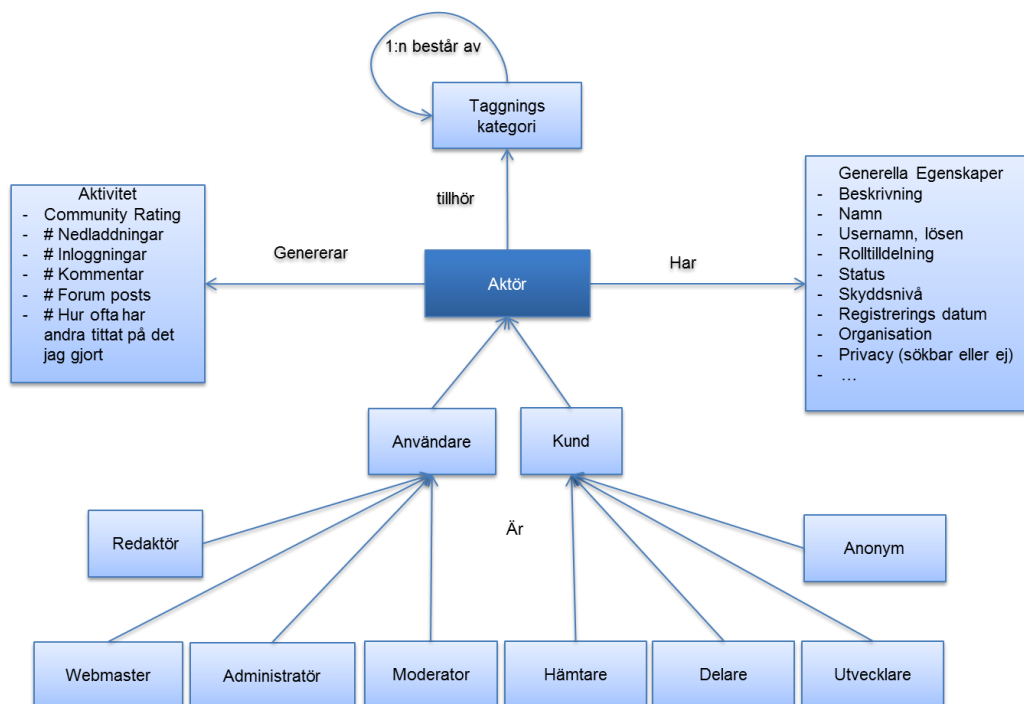 1:n består av
Taggnings
kategori
tillhör
Aktivitet
- Community Rating
- # Nedladdningar
- # Inloggningar
- # Kommentar
- # Forum posts
- # Hur ofta har
andra tittat på det
jag gjort
Genererar
Aktör
Har
Generella Egenskaper
- Beskrivning
- Namn
- Usernamn, lösen
- Rolltilldelning
- Status
- Skyddsnivå
- Registrerings datum
- Organisation
- Privacy (sökbar eller ej)
- …
Användare
Kund
Är
Redaktör
Anonym
Webmaster
Administratör
Moderator
Hämtare
Delare
Utvecklare